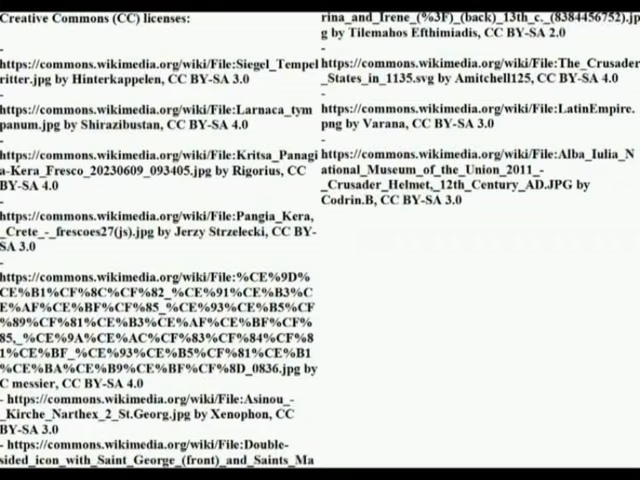 Creative Commons (CC) licenses:
-
https://commons.wikimedia.org/wiki/File:Siegel_Tempel
ritter.jpg by Hinterkappelen, CC BY-SA 3.0
-
https://commons.wikimedia.org/wiki/File:Larnaca_tym
panum.jpg by Shirazibustan, CC BY-SA 4.0
-
https://commons.wikimedia.org/wiki/File:Kritsa_Panagi
a-Kera_Fresco_20230609_093405.jpg by Rigorius, CC
BY-SA 4.0
-
https://commons.wikimedia.org/wiki/File:Pangia_Kera,
_Crete_-_frescoes27(js).jpg by Jerzy Strzelecki, CC BY-
SA 3.0
-
https://commons.wikimedia.org/wiki/File:%CE%9D%
CE%B1%CF%8C%CF%82_%CE%91%CE%B3%C
E%AF%CE%BF%CF%85_%CE%93%CE%B5%CF
%89%CF%81%CE%B3%CE%AF%CE%BF%CF%
85,_%CE%9A%CE%AC%CF%83%CF%84%CF%8
1%CE%BF_%CE%93%CE%B5%CF%81%CE%B1
%CE%BA%CE%B9%CE%BF%CF%8D_0836.jpg by
C messier, CC BY-SA 4.0
- https://commons.wikimedia.org/wiki/File:Asinou_-
_Kirche_Narthex_2_St.Georg.jpg by Xenophon, CC
BY-SA 3.0
- https://commons.wikimedia.org/wiki/File:Double-
sided_icon_with_Saint_George_(front)_and_Saints_Ma
rina_and_Irene_(%3F)_(back)_13th_c._(8384456752).jp
g by Tilemahos Efthimiadis, CC BY-SA 2.0
-
https://commons.wikimedia.org/wiki/File:The_Crusader
_States_in_1135.svg by Amitchell125, CC BY-SA 4.0
-
https://commons.wikimedia.org/wiki/File:LatinEmpire.
png by Varana, CC BY-SA 3.0
-
https://commons.wikimedia.org/wiki/File:Alba_Iulia_N
ational_Museum_of_the_Union_2011_-
_Crusader_Helmet,_12th_Century_AD.JPG by
Codrin.B, CC BY-SA 3.0